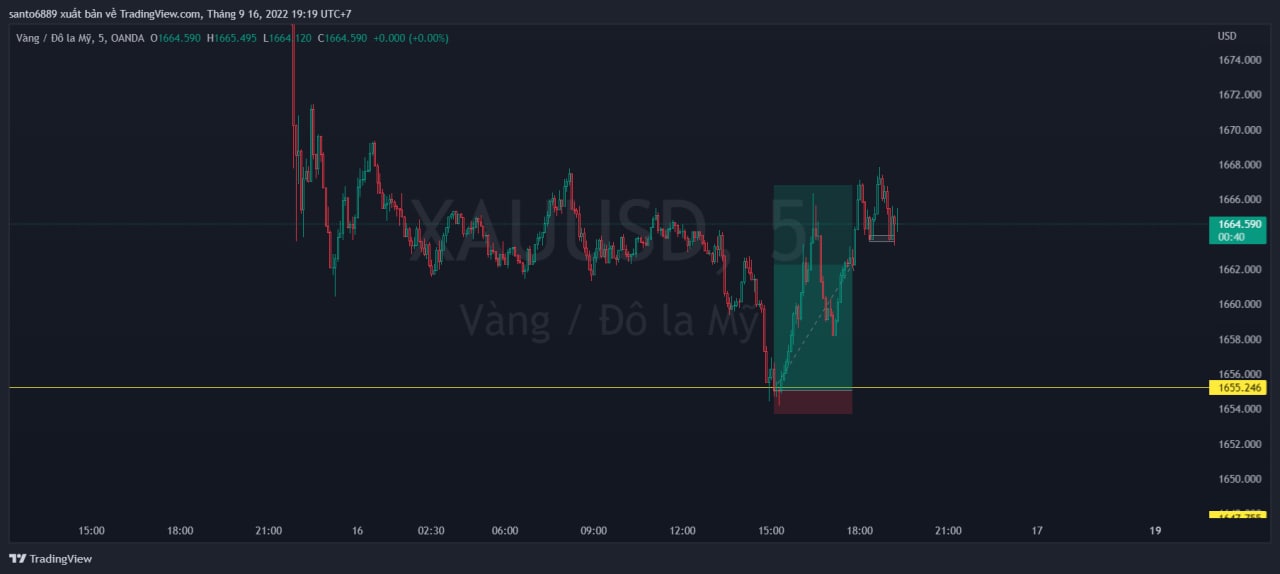 santo6889 xuất bản về TradingView.com, Tháng 9 16, 2022 19:19 UTC+7
Vàng / Đô la Mỹ, 5, OANDA O1664.590 H1665.495 L1664.120 C1664.590 +0.000 (+0.00%)
USD
1674.000
1672.000
1670.000
1668.000
1666.000
XAUUSD, 5
1664.590
00:40
1662.000
Vàng / Đô la Mỹ
1660.000
1658.000
1656.000
1655.246
1654.000
1652.000
1650.000
1647.755
15:00 18:00 21:00 16 02:30 06:00 09:00 12:00 15:00 18:00 21:00 17 19
TradingView